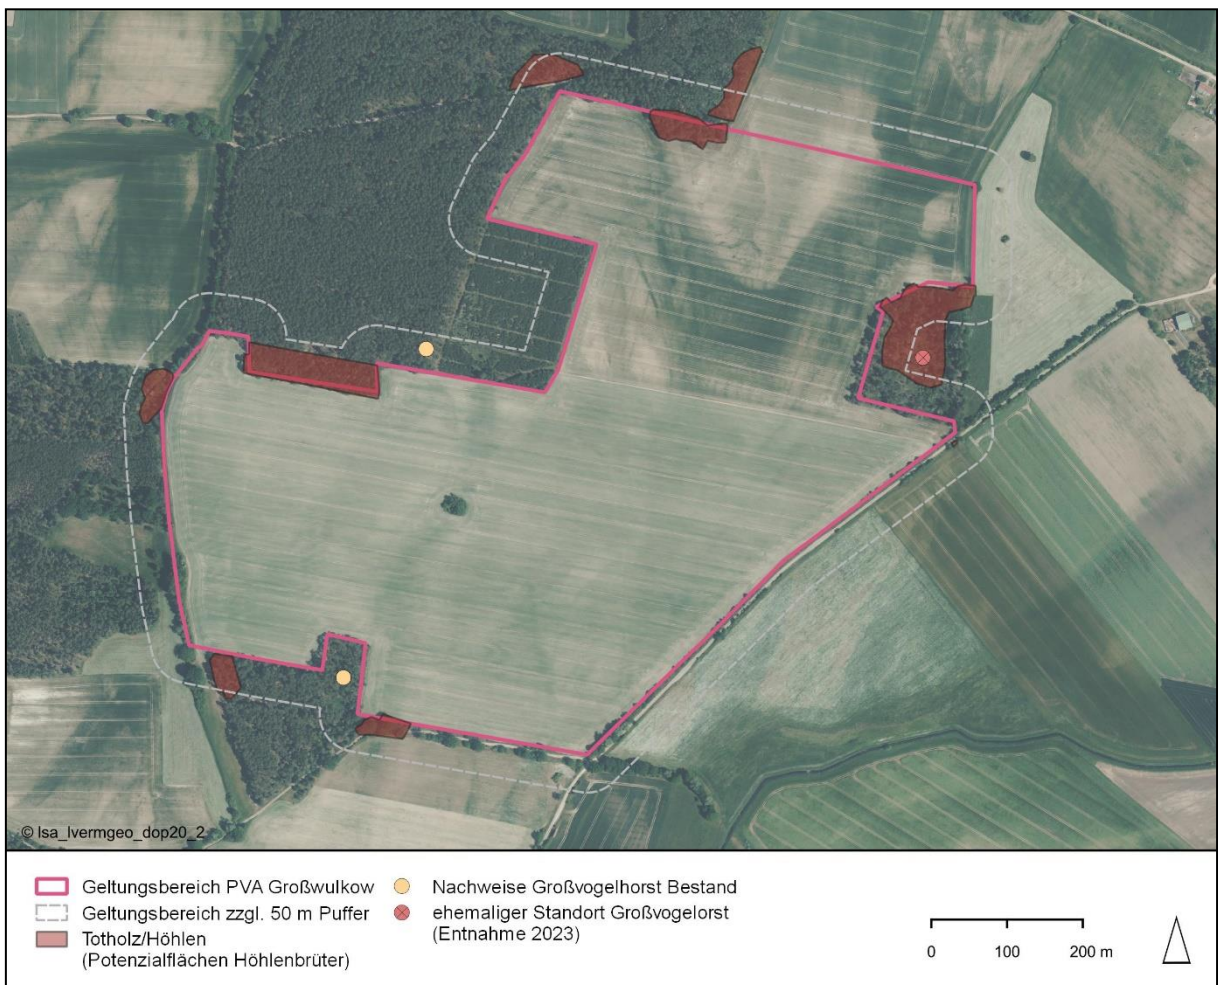 © lsa_lvermgeo_dop20_2
Geltungsbereich PVA Großwulkow
Geltungsbereich zzgl. 50 m Puffer
Totholz/Höhlen
(Potenzialflächen Höhlenbrüter)
Nachweise Großvogelhorst Bestand
ehemaliger Standort Großvogelorst
(Entnahme 2023)
0 100 200 m